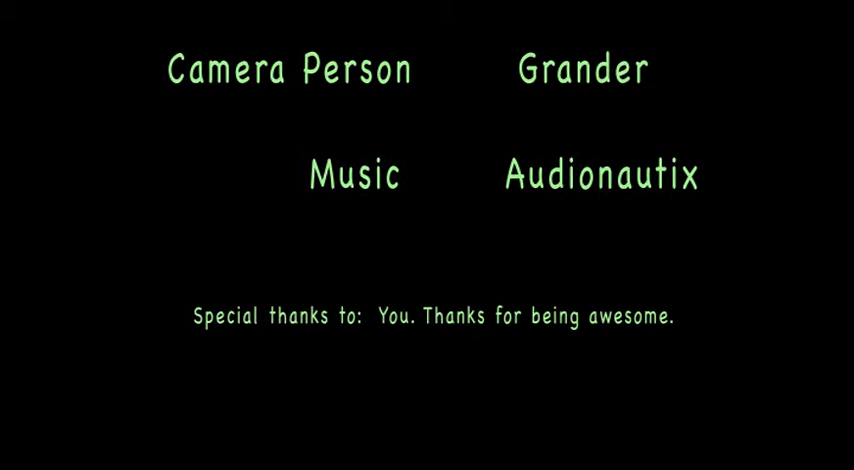 Camera Person Grander
Music Audionautix
Special thanks to: You. Thanks for being awesome.